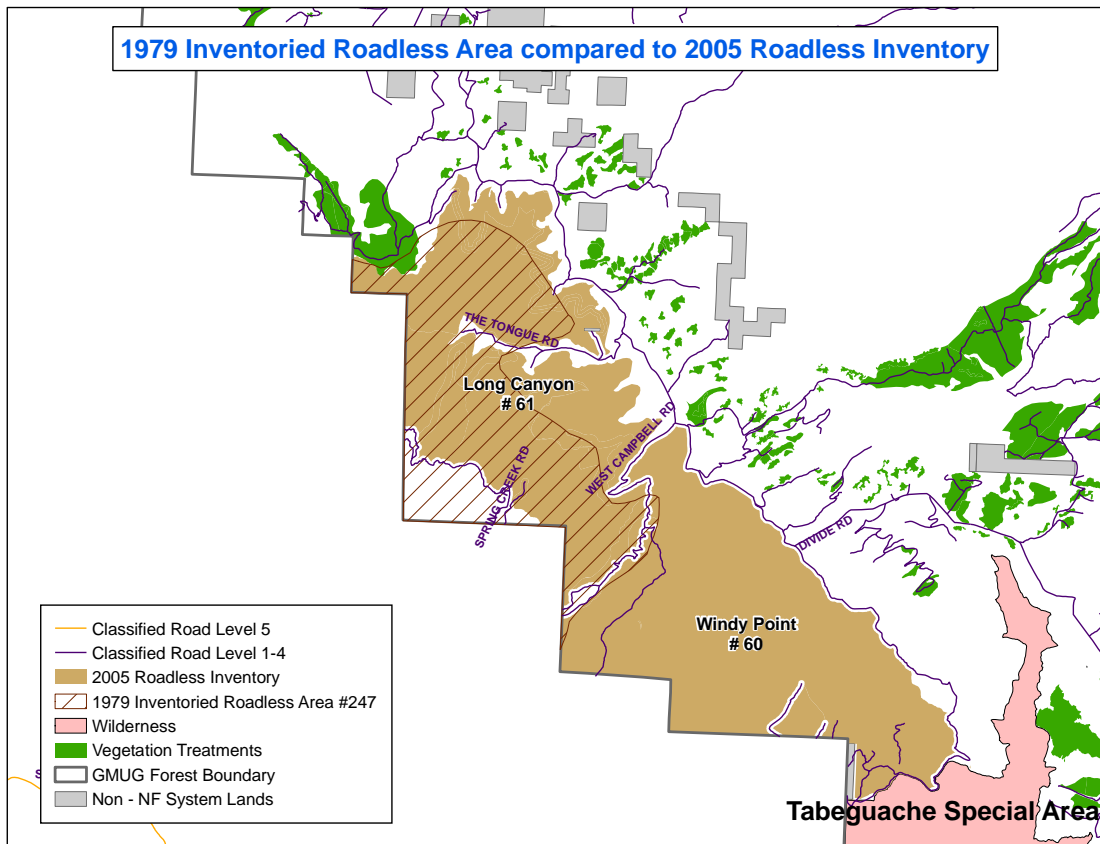 1979 Inventoried Roadless Area compared to 2005 Roadless Inventory
THE TONGUE RD
Long Canyon
# 61
WEST CAMPBELL RD
SPRING CREEK RD
DIVIDE RD
Windy Point
# 60
Classified Road Level 5
Classified Road Level 1-4
2005 Roadless Inventory
1979 Inventoried Roadless Area #247
Wilderness
Vegetation Treatments
GMUG Forest Boundary
Non - NF System Lands
Tabeguache Special Area